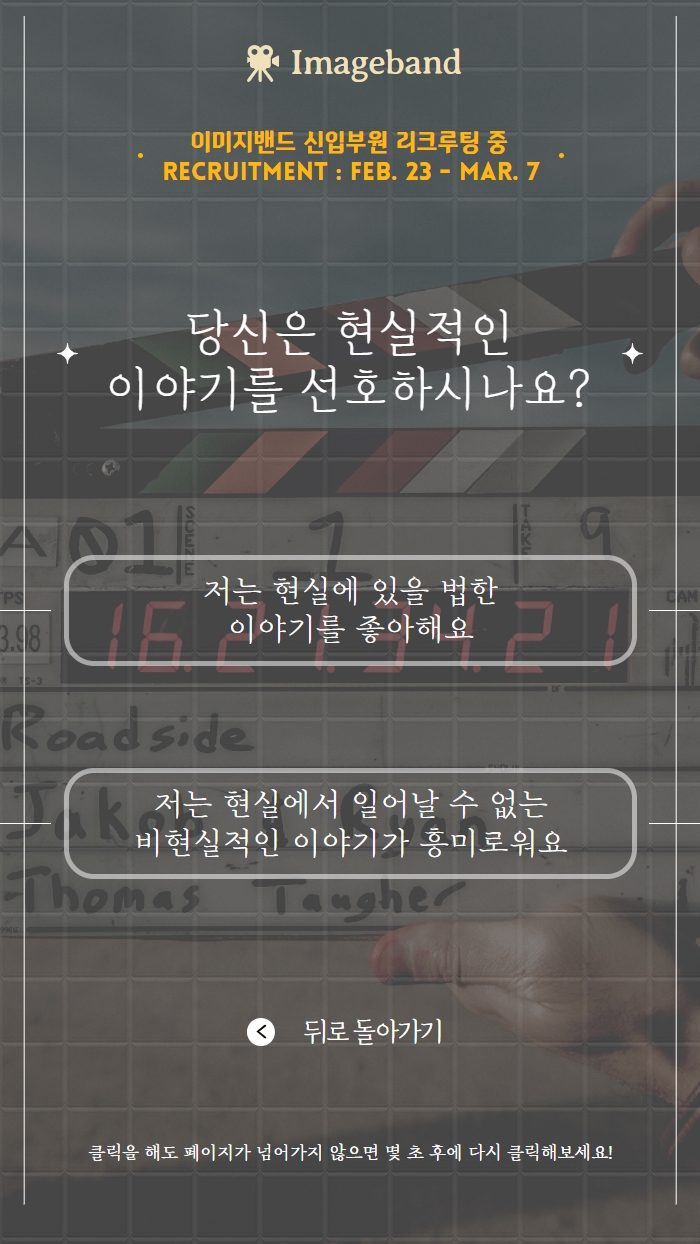 Imageband
이미지밴드 신입부원 리크루팅 중
RECRUITMENT : FEB. 23 - MAR. 7
당신은 현실적인
이야기를 선호하시나요?
A 01 SCENE 1 TAKE 9
저는 현실에 있을 법한
이야기를 좋아해요
CAM
3.98
16.21.34.21
Roadside
저는 현실에서 일어날 수 없는
비현실적인 이야기가 흥미로워요
Jakob Ryan
Thomas Taugher
뒤로 돌아가기
클릭을 해도 페이지가 넘어가지 않으면 몇 초 후에 다시 클릭해보세요!